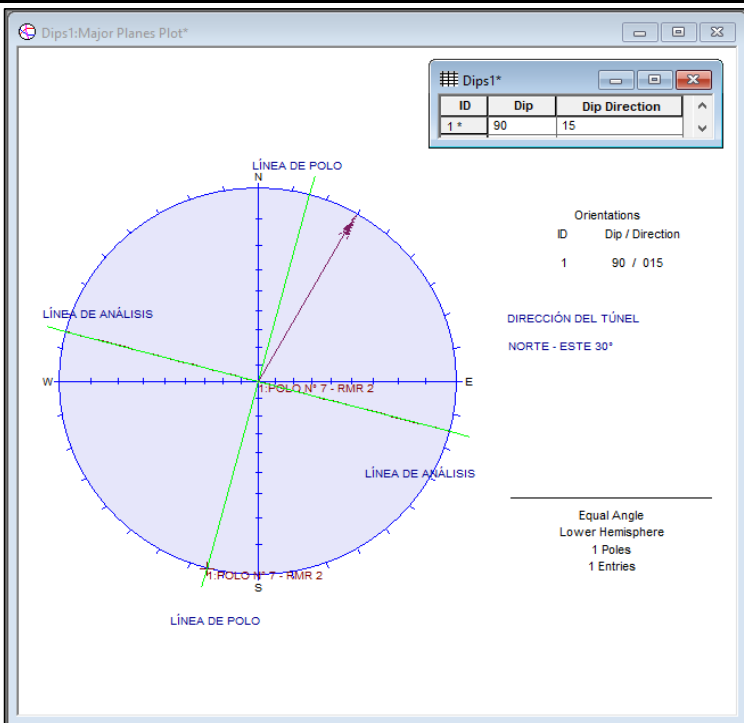 Dips1:Major Planes Plot*
Dips1*
ID Dip Dip Direction
1 * 90 15
LÍNEA DE POLO
N
Orientations
ID Dip / Direction
1 90 / 015
LÍNEA DE ANÁLISIS
DIRECCIÓN DEL TÚNEL
NORTE - ESTE 30°
W
E
1:POLO N° 7 - RMR 2
LÍNEA DE ANÁLISIS
Equal Angle
Lower Hemisphere
1 Poles
1 Entries
1:POLO N° 7 - RMR 2
S
LÍNEA DE POLO